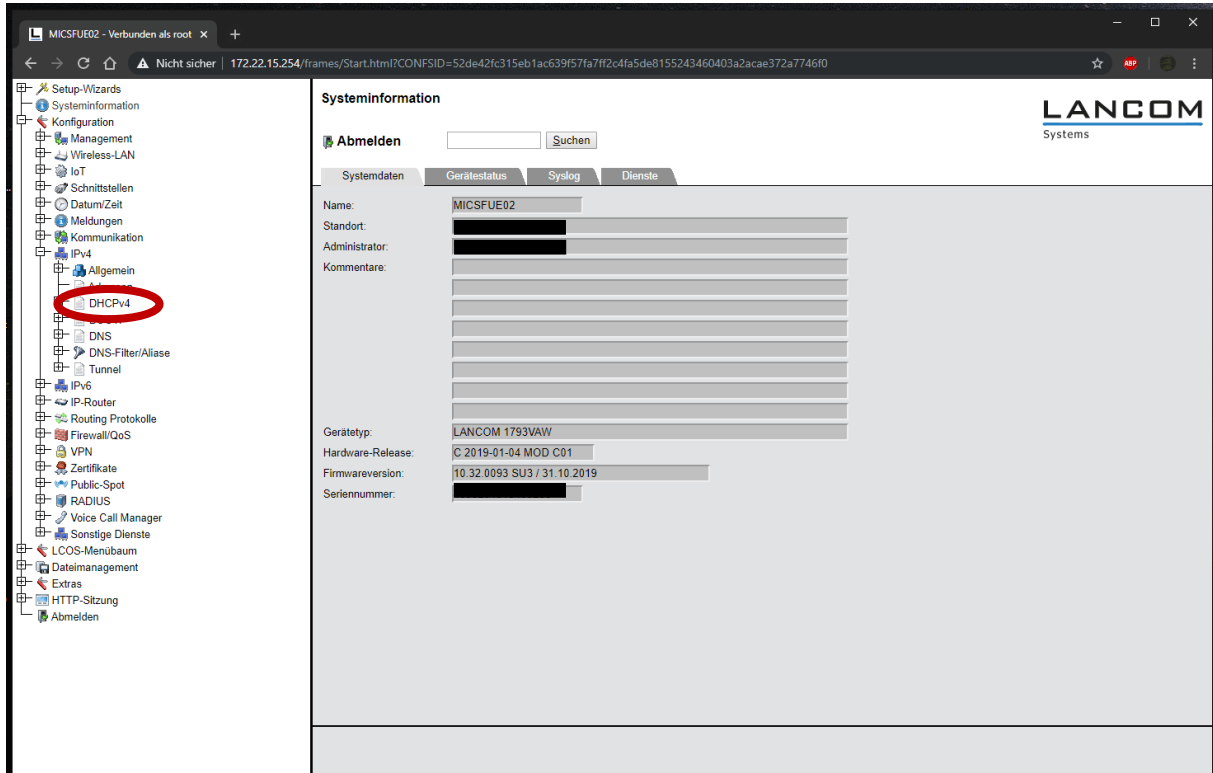 MICSFUE02 - Verbunden als root
Nicht sicher | 172.22.15.254/frames/Start.html?CONFSID=52de42fc315eb1ac639f57fa7ff2c4fa5de8155243460403a2acae372a7746f0
ABP
Setup-Wizards
Systeminformation
Konfiguration
Management
Wireless-LAN
IoT
Schnittstellen
Datum/Zeit
Meldungen
Kommunikation
IPv4
Allgemein
DHCPv4
DNS
DNS-Filter/Aliase
Tunnel
IPv6
IP-Router
Routing Protokolle
Firewall/QoS
VPN
Zertifikate
Public-Spot
RADIUS
Voice Call Manager
Sonstige Dienste
LCOS-Menübaum
Dateimanagement
Extras
HTTP-Sitzung
Abmelden
Systeminformation
LANCOM
Systems
Abmelden Suchen
Systemdaten Gerätestatus Syslog Dienste
Name: MICSFUE02
Standort:
Administrator:
Kommentare:
Gerätetyp: LANCOM 1793VAW
Hardware-Release: C 2019-01-04 MOD C01
Firmwareversion: 10.32.0093 SU3 / 31.10.2019
Seriennummer: